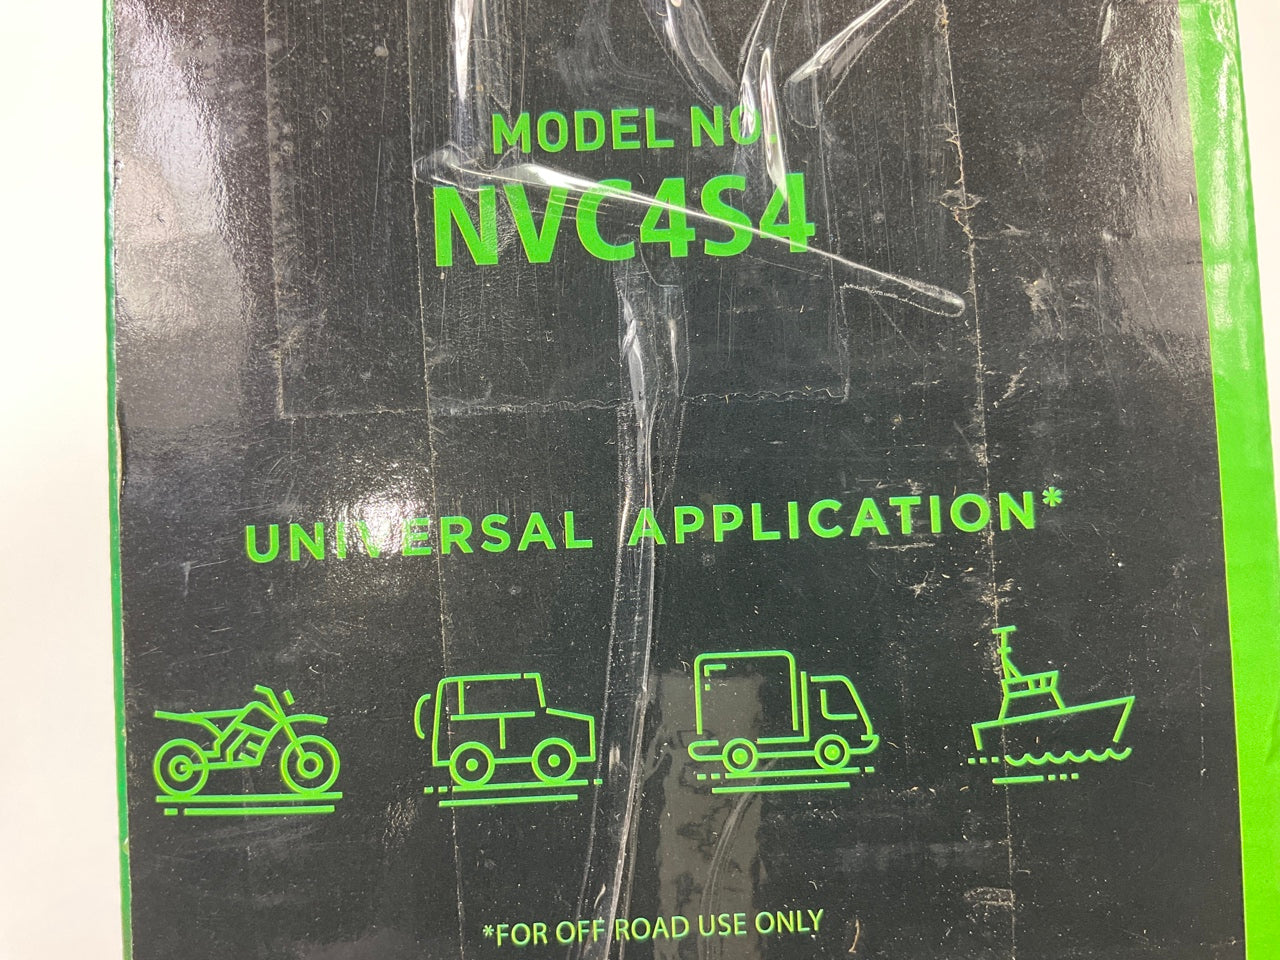 MODEL NO.
NVC4S4
UNIVERSAL APPLICATION*
*FOR OFF ROAD USE ONLY